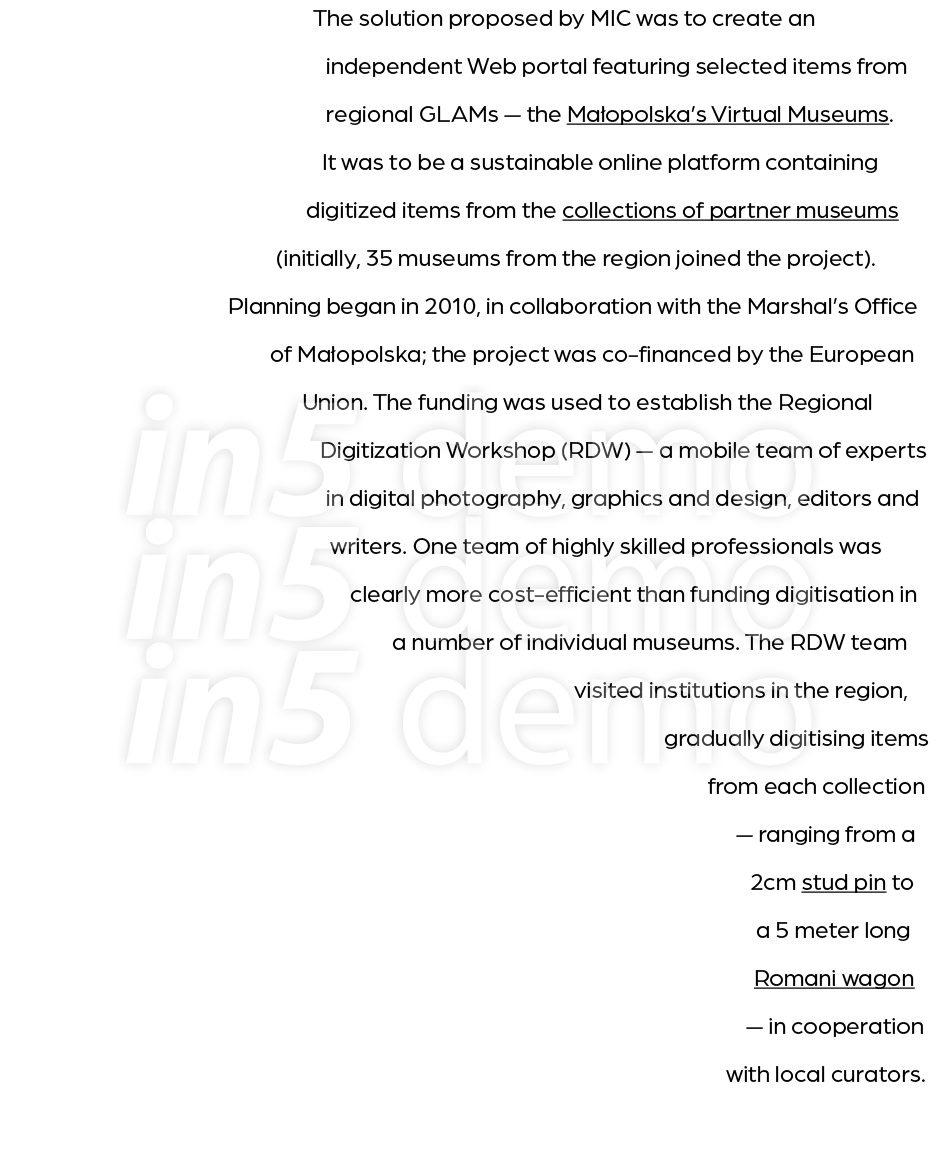 The solution proposed by MIC was to create an
independent Web portal featuring selected items from
regional GLAMs — the Małopolska’s Virtual Museums.
It was to be a sustainable online platform containing
digitized items from the collections of partner museums
(initially, 35 museums from the region joined the project).
Planning began in 2010, in collaboration with the Marshal’s Office
of Małopolska; the project was co-financed by the European
Union. The funding was used to establish the Regional
Digitization Workshop (RDW) — a mobile team of experts
in digital photography, graphics and design, editors and
writers. One team of highly skilled professionals was
clearly more cost-efficient than funding digitisation in
a number of individual museums. The RDW team
visited institutions in the region,
gradually digitising items
from each collection
— ranging from a
2cm stud pin to
a 5 meter long
Romani wagon
— in cooperation
with local curators.
in5 demo
in5 demo
in5 demo